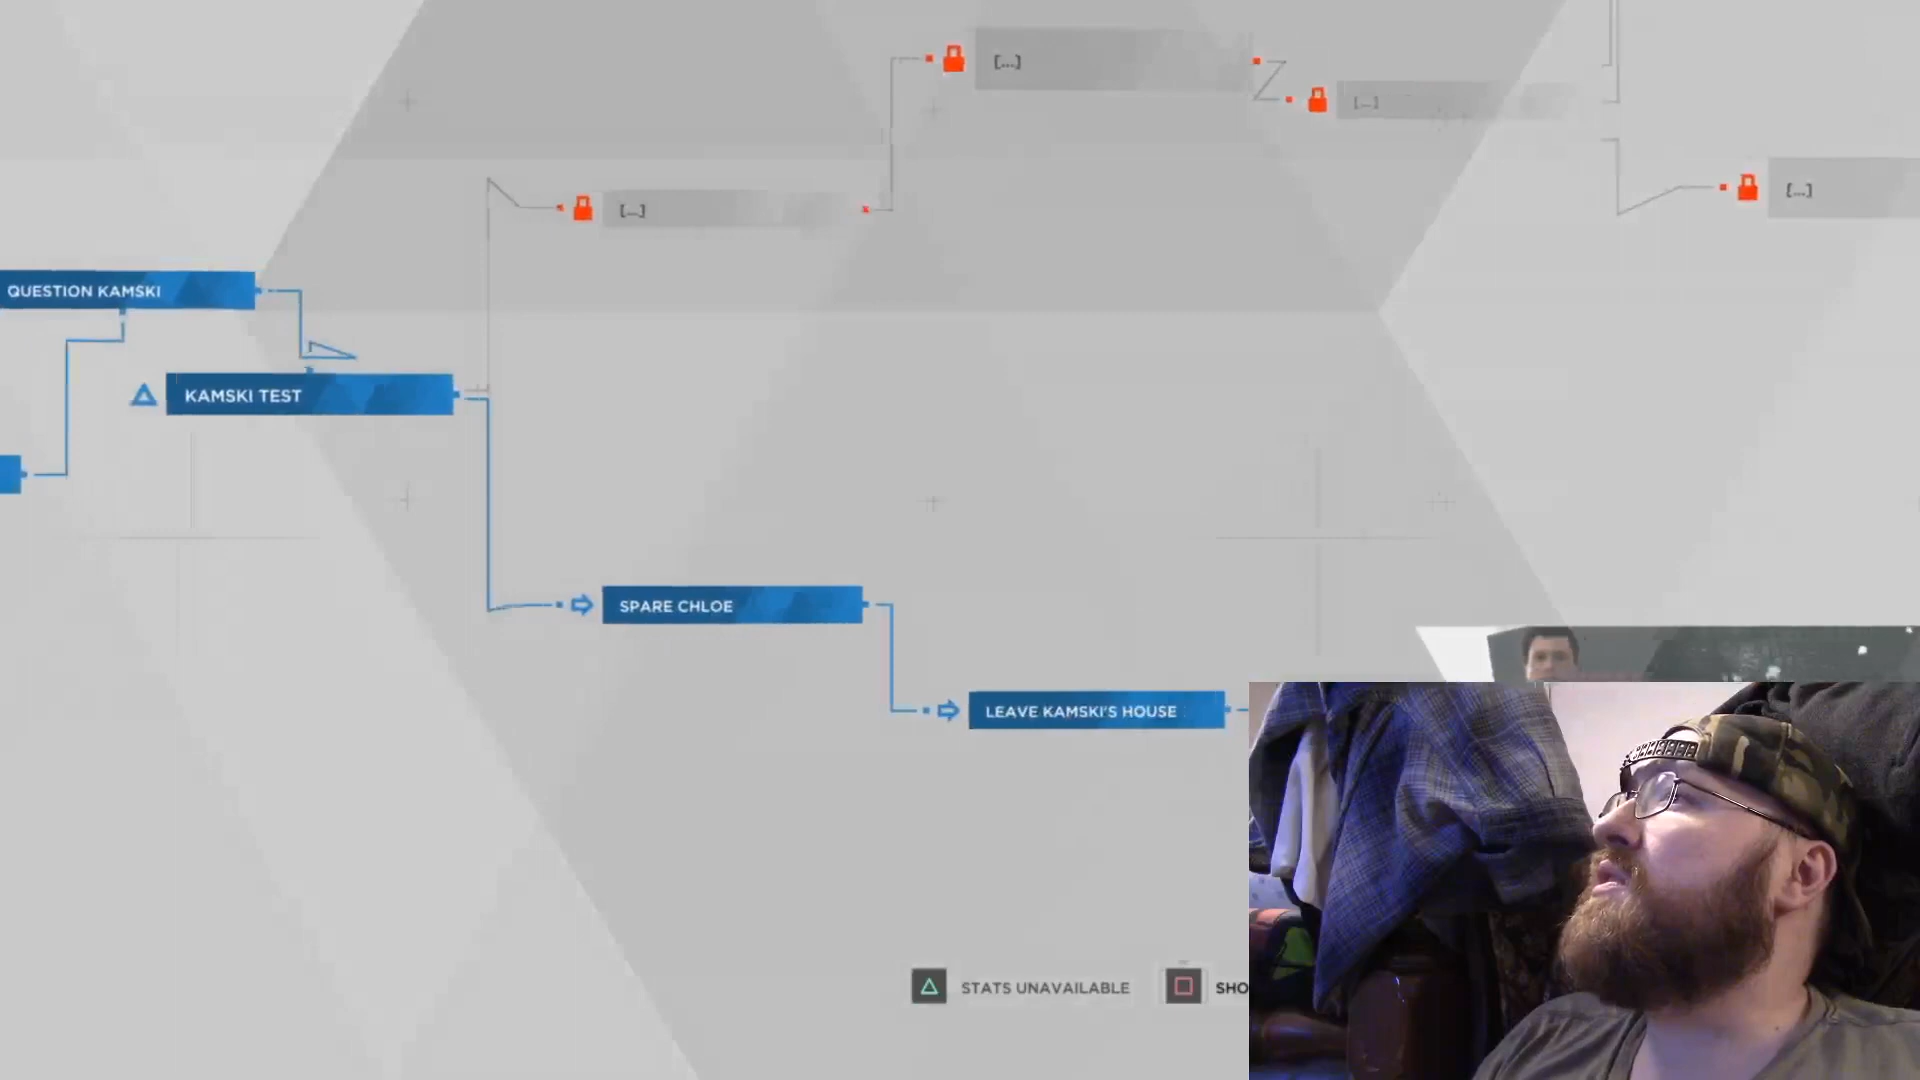 [...]
[...]
[...]
[...]
QUESTION KAMSKI
KAMSKI TEST
SPARE CHLOE
LEAVE KAMSKI'S HOUSE
STATS UNAVAILABLE
SHO